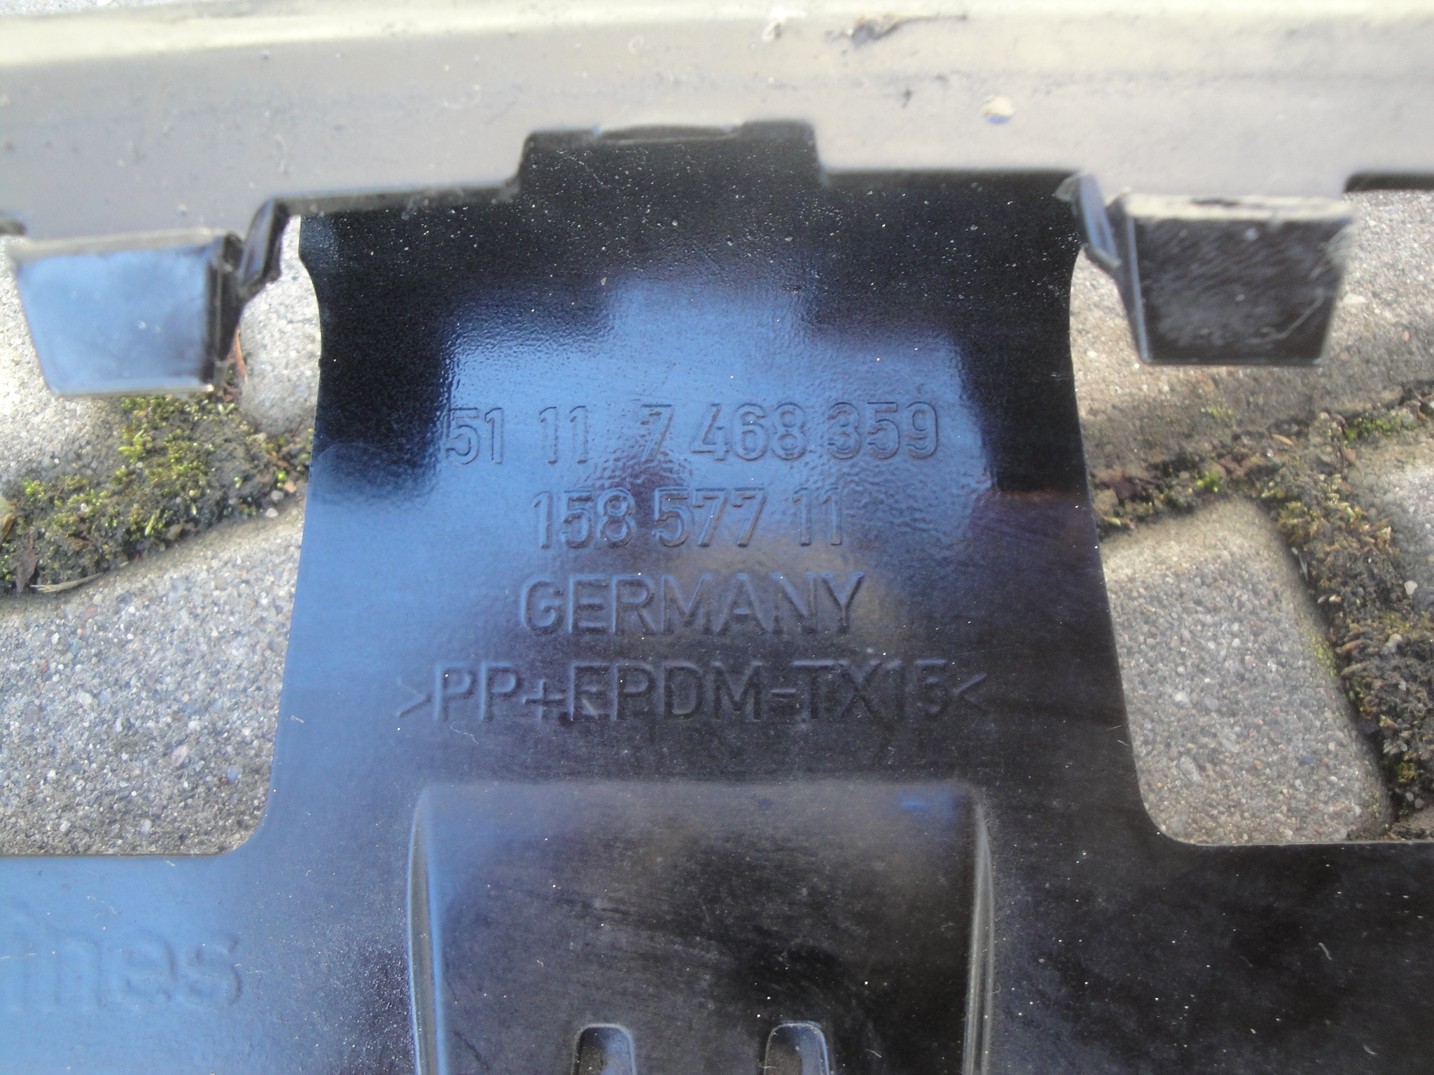 51 11 7 468 359
158 577 11
GERMANY
>PP+EPDM-TX15<